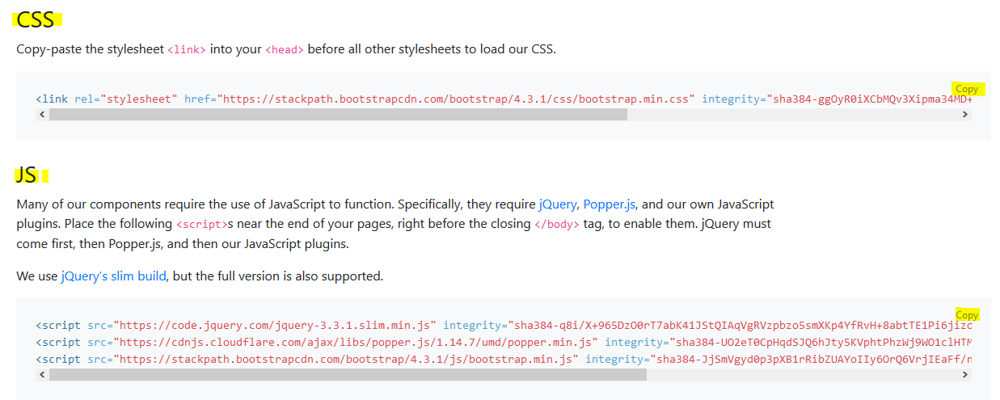 CSS
Copy-paste the stylesheet <link> into your <head> before all other stylesheets to load our CSS.
Copy
<link rel="stylesheet" href="https://stackpath.bootstrapcdn.com/bootstrap/4.3.1/css/bootstrap.min.css" integrity="sha384-ggOyR0iXCbMQv3Xipma34MD+
JS
Many of our components require the use of JavaScript to function. Specifically, they require jQuery, Popper.js, and our own JavaScript
plugins. Place the following <script>s near the end of your pages, right before the closing </body> tag, to enable them. jQuery must
come first, then Popper.js, and then our JavaScript plugins.
We use jQuery's slim build, but the full version is also supported.
Copy
<script src="https://code.jquery.com/jquery-3.3.1.slim.min.js" integrity="sha384-q8i/X+965DzO0rT7abK41JStQIAqVgRVzpbzo5smXKp4YfRvH+8abtTE1Pi6jizo
<script src="https://cdnjs.cloudflare.com/ajax/libs/popper.js/1.14.7/umd/popper.min.js" integrity="sha384-UO2eT0CpHqdSJQ6hJty5KVphtPhzWj9WO1clHTM
<script src="https://stackpath.bootstrapcdn.com/bootstrap/4.3.1/js/bootstrap.min.js" integrity="sha384-JjSmVgyd0p3pXB1rRibZUAYoIIy6OrQ6VrjIEaFf/n